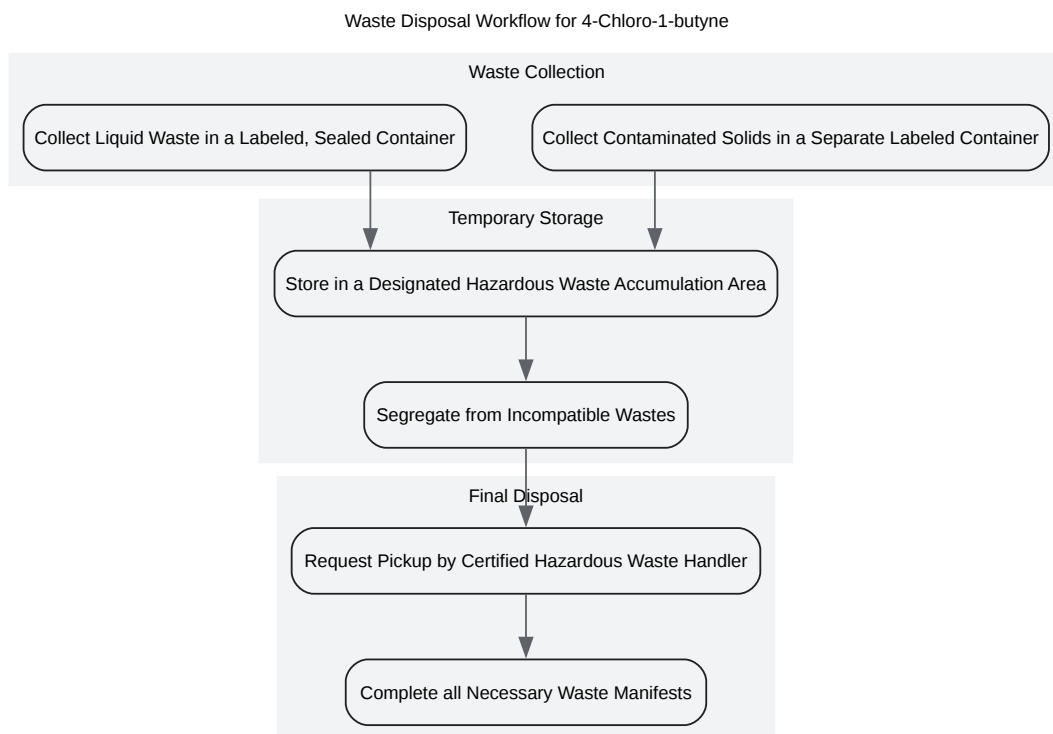 Waste Disposal Workflow for 4-Chloro-1-butyne
Waste Collection
Collect Liquid Waste in a Labeled, Sealed Container
Collect Contaminated Solids in a Separate Labeled Container
Temporary Storage
Store in a Designated Hazardous Waste Accumulation Area
Segregate from Incompatible Wastes
Final Disposal
Request Pickup by Certified Hazardous Waste Handler
Complete all Necessary Waste Manifests